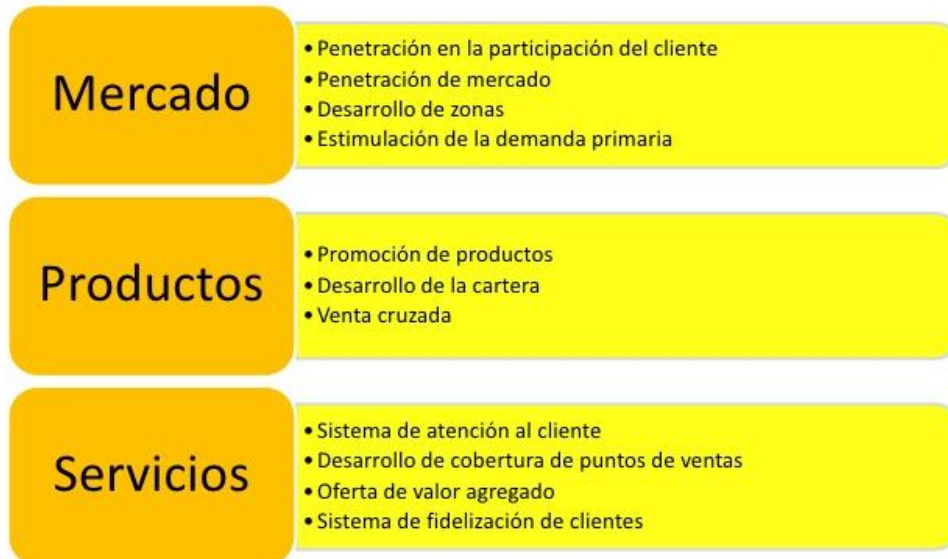 Mercado
• Penetración en la participación del cliente
• Penetración de mercado
• Desarrollo de zonas
• Estimulación de la demanda primaria
Productos
• Promoción de productos
• Desarrollo de la cartera
• Venta cruzada
Servicios
• Sistema de atención al cliente
• Desarrollo de cobertura de puntos de ventas
• Oferta de valor agregado
• Sistema de fidelización de clientes